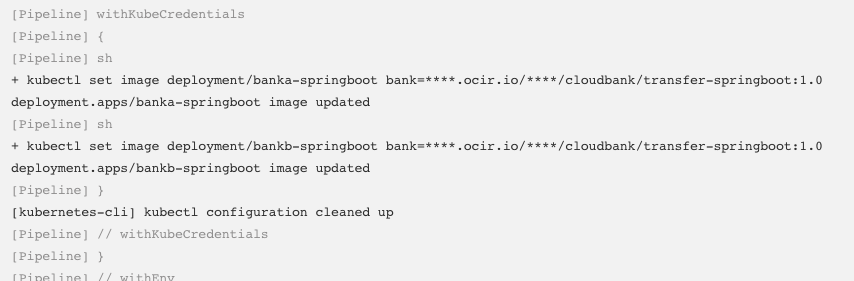 [Pipeline] withKubeCredentials
[Pipeline] {
[Pipeline] sh
+ kubectl set image deployment/banka-springboot bank=****.ocir.io/****/cloudbank/transfer-springboot:1.0
deployment.apps/banka-springboot image updated
[Pipeline] sh
+ kubectl set image deployment/bankb-springboot bank=****.ocir.io/****/cloudbank/transfer-springboot:1.0
deployment.apps/bankb-springboot image updated
[Pipeline] }
[kubernetes-cli] kubectl configuration cleaned up
[Pipeline] // withKubeCredentials
[Pipeline] }
[Pipeline] // withEnv